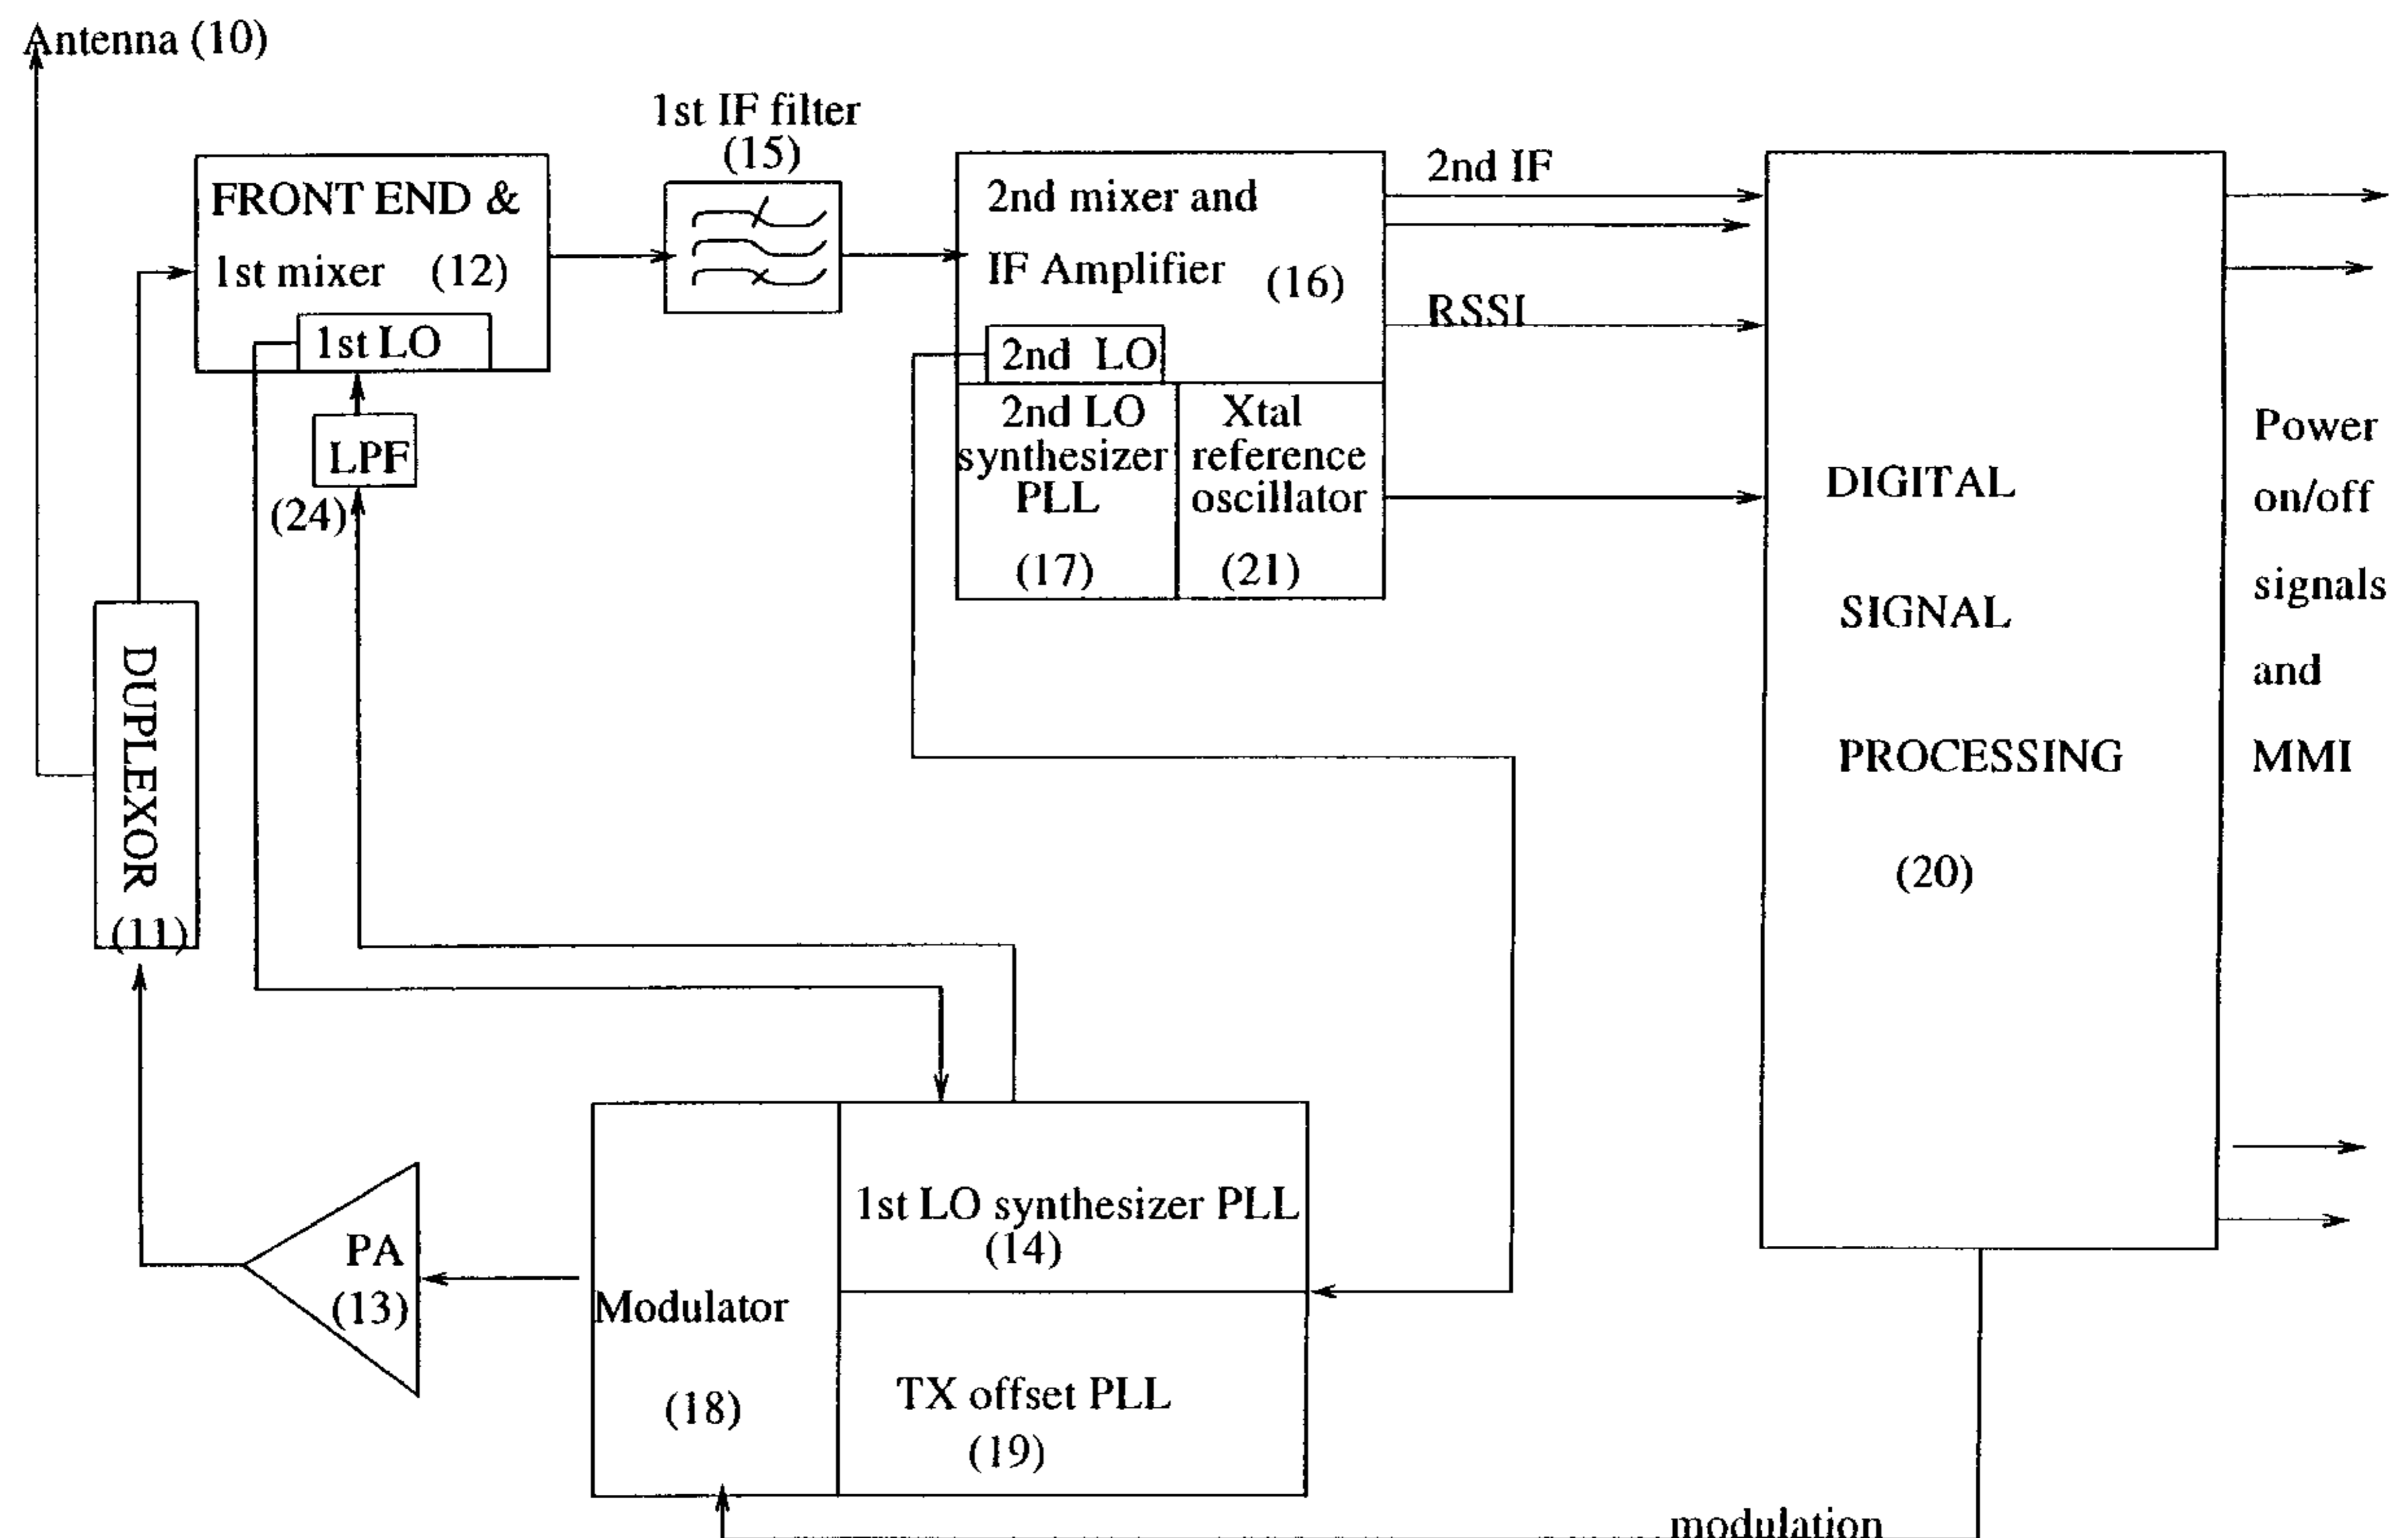 Antenna (10)
1st IF filter
(15)
FRONT END &
1st mixer (12)
1st LO
LPF
(24)
2nd mixer and
IF Amplifier (16)
2nd LO
2nd LO
synthesizer
PLL
(17)
Xtal
reference
oscillator
(21)
2nd IF
RSSI
DIGITAL
SIGNAL
PROCESSING
(20)
Power
on/off
signals
and
MMI
DUPLEXOR
(11)
PA
(13)
Modulator
(18)
1st LO synthesizer PLL
(14)
TX offset PLL
(19)
modulation